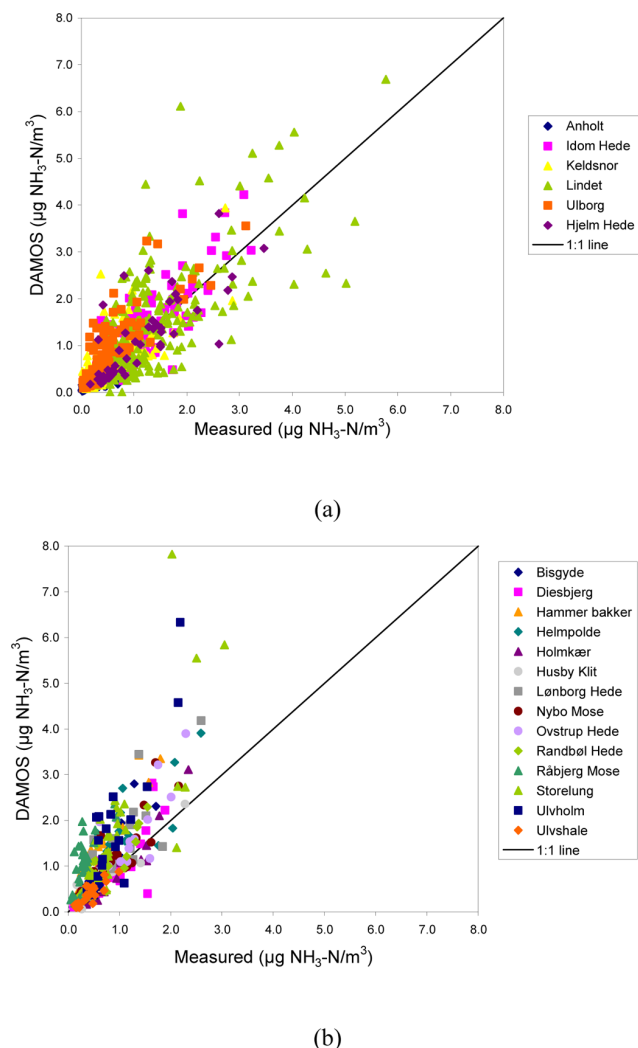 8.0
7.0
6.0
5.0
4.0
3.0
2.0
1.0
0.0
DAMOS (µg NH₃-N/m³)
0.0 1.0 2.0 3.0 4.0 5.0 6.0 7.0 8.0
Measured (µg NH₃-N/m³)
Anholt
Idom Hede
Keldsnor
Lindet
Ulborg
Hjelm Hede
1:1 line
(a)
8.0
7.0
6.0
5.0
4.0
3.0
2.0
1.0
0.0
DAMOS (µg NH₃-N/m³)
0.0 1.0 2.0 3.0 4.0 5.0 6.0 7.0 8.0
Measured (µg NH₃-N/m³)
Bisgyde
Diesbjerg
Hammer bakker
Helmpolde
Holmkær
Husby Klit
Lønborg Hede
Nybo Mose
Ovstrup Hede
Randbøl Hede
Råbjerg Mose
Storelung
Ulvholm
Ulvshale
1:1 line
(b)